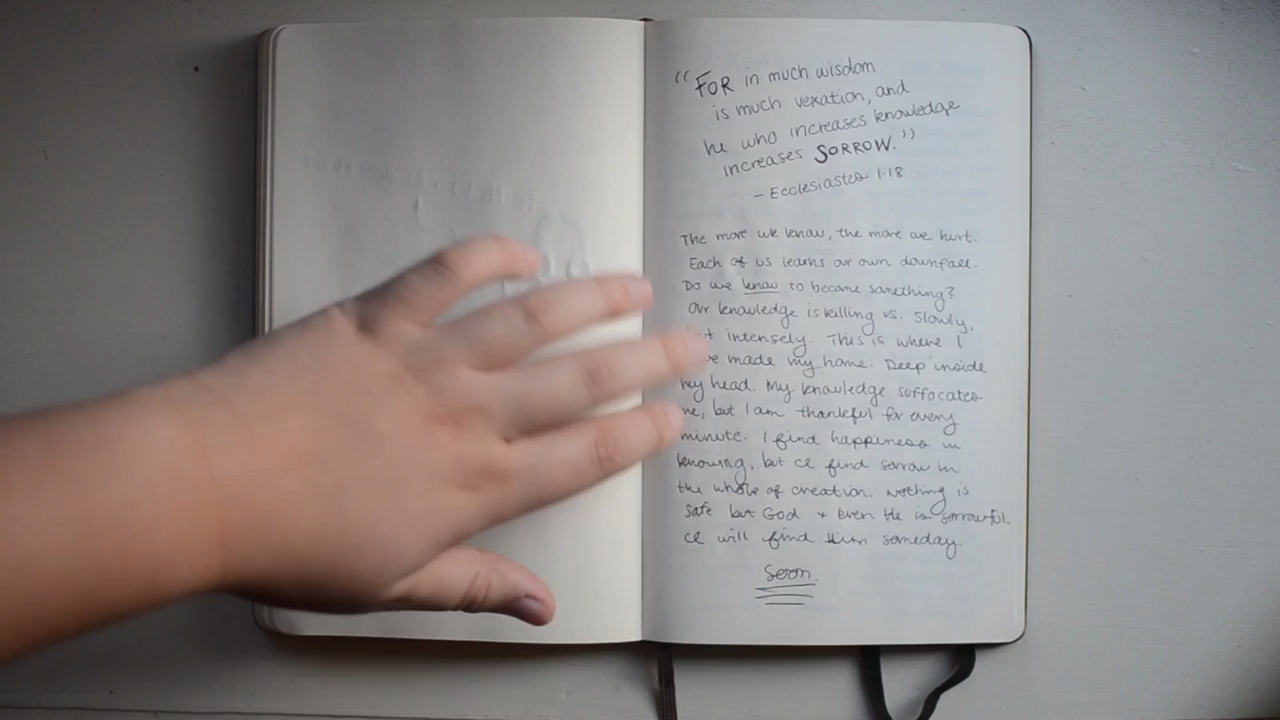 "FOR in much wisdom
is much vexation, and
he who increases knowledge
increases SORROW."
- Ecclesiastes 1:18
The more we know, the more we hurt.
Each of us learns our own downfall.
Do we know to become something?
Our knowledge is killing us. Slowly,
but intensely. This is where I
made my home. Deep inside
my head. My knowledge suffocates
me, but I am thankful for every
minute. I find happiness in
knowing, but I find sorrow in
the whole of creation. Nothing is
safe but God + even He is sorrowful.
I will find Him someday.
Soon.